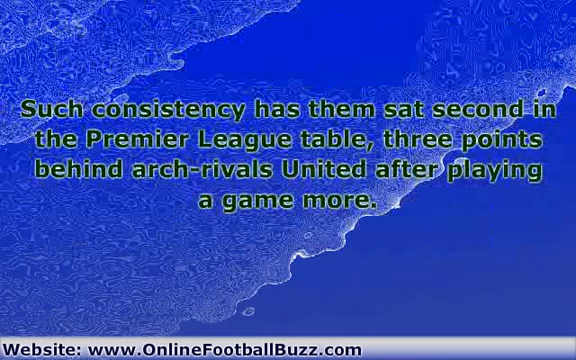 Such consistency has them sat second in
the Premier League table, three points
behind arch-rivals United after playing
a game more.
Website: www.OnlineFootballBuzz.com